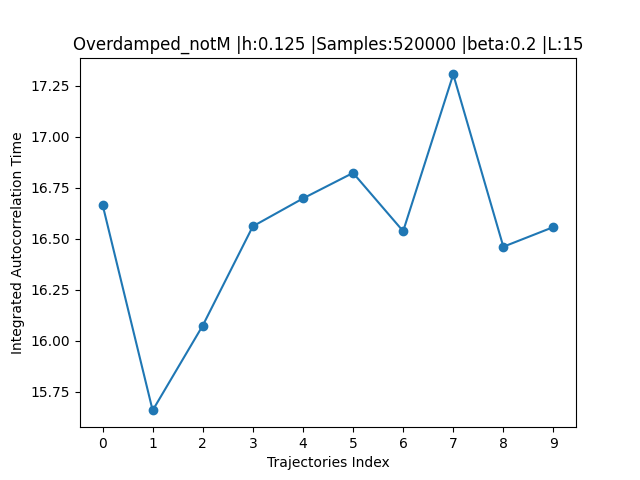 Overdamped_notM |h:0.125 |Samples:520000 |beta:0.2 |L:15
Integrated Autocorrelation Time
17.25
17.00
16.75
16.50
16.25
16.00
15.75
0 1 2 3 4 5 6 7 8 9
Trajectories Index